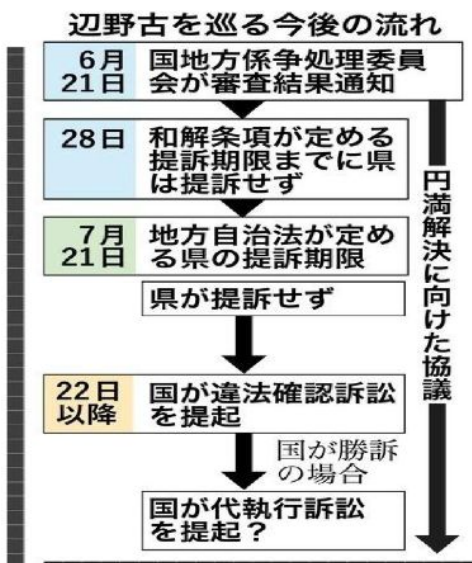 辺野古を巡る今後の流れ
6月
21日
国地方係争処理委員
会が審査結果通知
28日
和解条項が定める
提訴期限までに県
は提訴せず
7月
21日
地方自治法が定め
る県の提訴期限
県が提訴せず
22日
以降
国が違法確認訴訟
を提起
国が勝訴
の場合
国が代執行訴訟
を提起？
円満解決に向けた協議